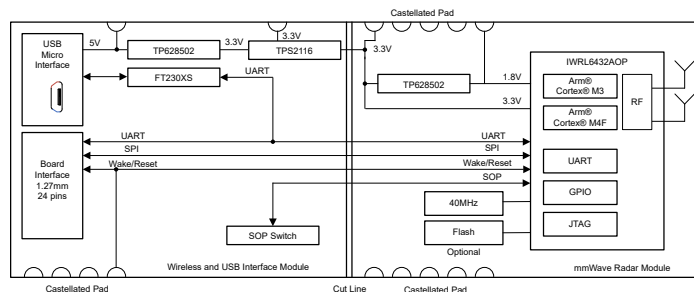 Castellated Pad
USB
Micro
Interface
5V
TP628502
3.3V
3.3V
TPS2116
3.3V
FT230XS
UART
TP628502
1.8V
3.3V
IWRL6432AOP
Arm®
Cortex® M3
Arm®
Cortex® M4F
RF
Board
Interface
1.27mm
24 pins
UART
SPI
Wake/Reset
UART
SPI
Wake/Reset
SOP
UART
GPIO
JTAG
40MHz
Flash
Optional
SOP Switch
Wireless and USB Interface Module
mmWave Radar Module
Castellated Pad
Cut Line
Castellated Pad